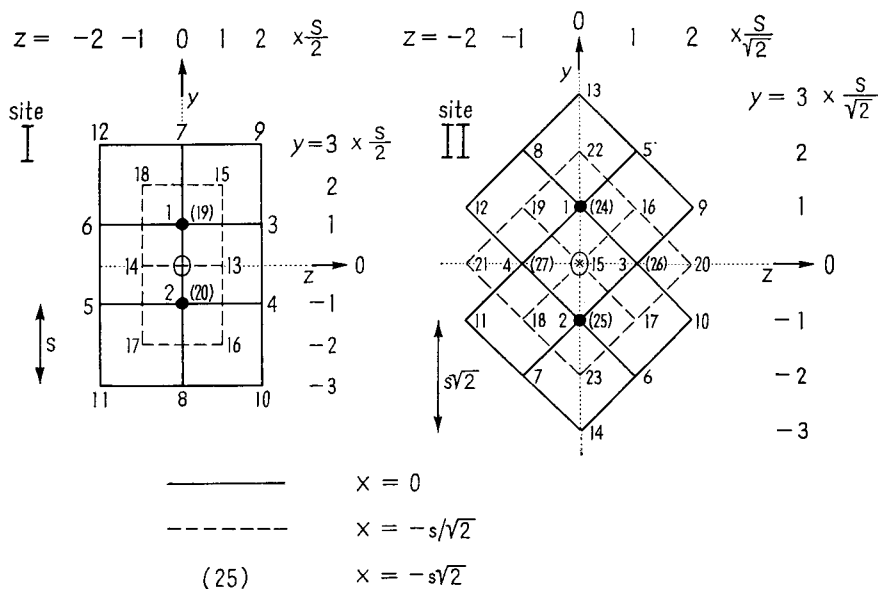 z = -2 -1 0 1 2 × s/2
z = -2 -1 0 1 2 × s/√2
y
y
site I
site II
12 7 9
y = 3 × s/2
13
y = 3 × s/√2
18 15
2
8 22 5
2
6 1 (19) 3
1
12 19 1 (24) 16 9
1
14 13
z 0
21 4 (27) 15 3 (26) 20
z 0
5 2 (20) 4
-1
11 18 2 (25) 17 10
-1
s
17 16
-2
s√2
7 23 6
-2
11 8 10
-3
14
-3
x = 0
x = -s/√2
(25) x = -s√2